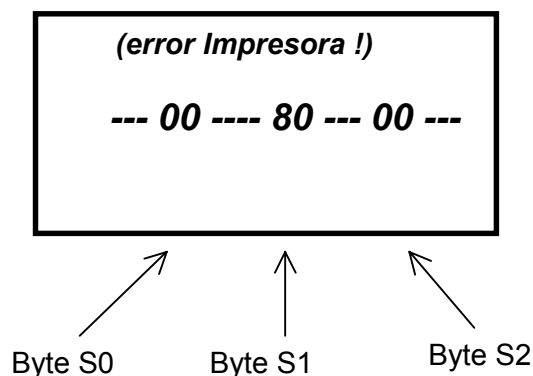 (error Impresora !)
--- 00 ---- 80 --- 00 ---
Byte S0 Byte S1 Byte S2